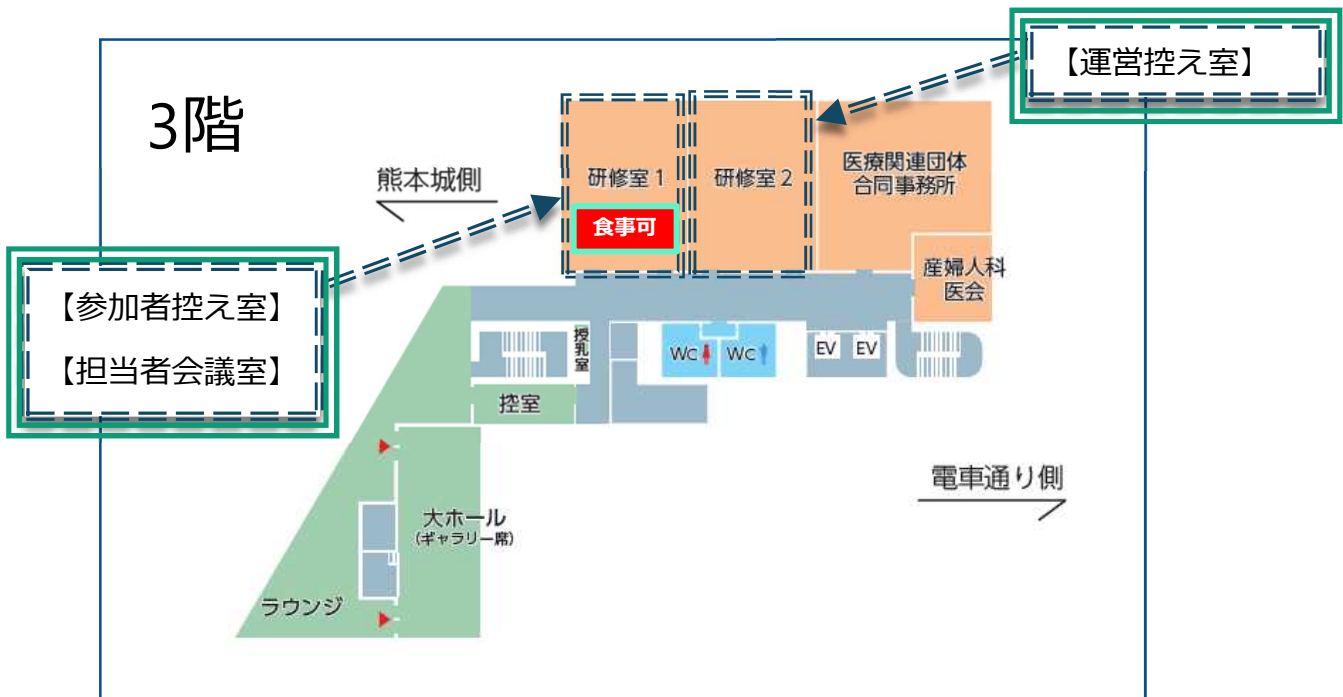 【運営控え室】
3階
医療関連団体
合同事務所
研修室 1
研修室 2
熊本城側
食事可
産婦人科
医会
【参加者控え室】
【担当者会議室】
授乳室
WC
WC
EV
EV
控室
電車通り側
大ホール
(ギャラリー席)
ラウンジ